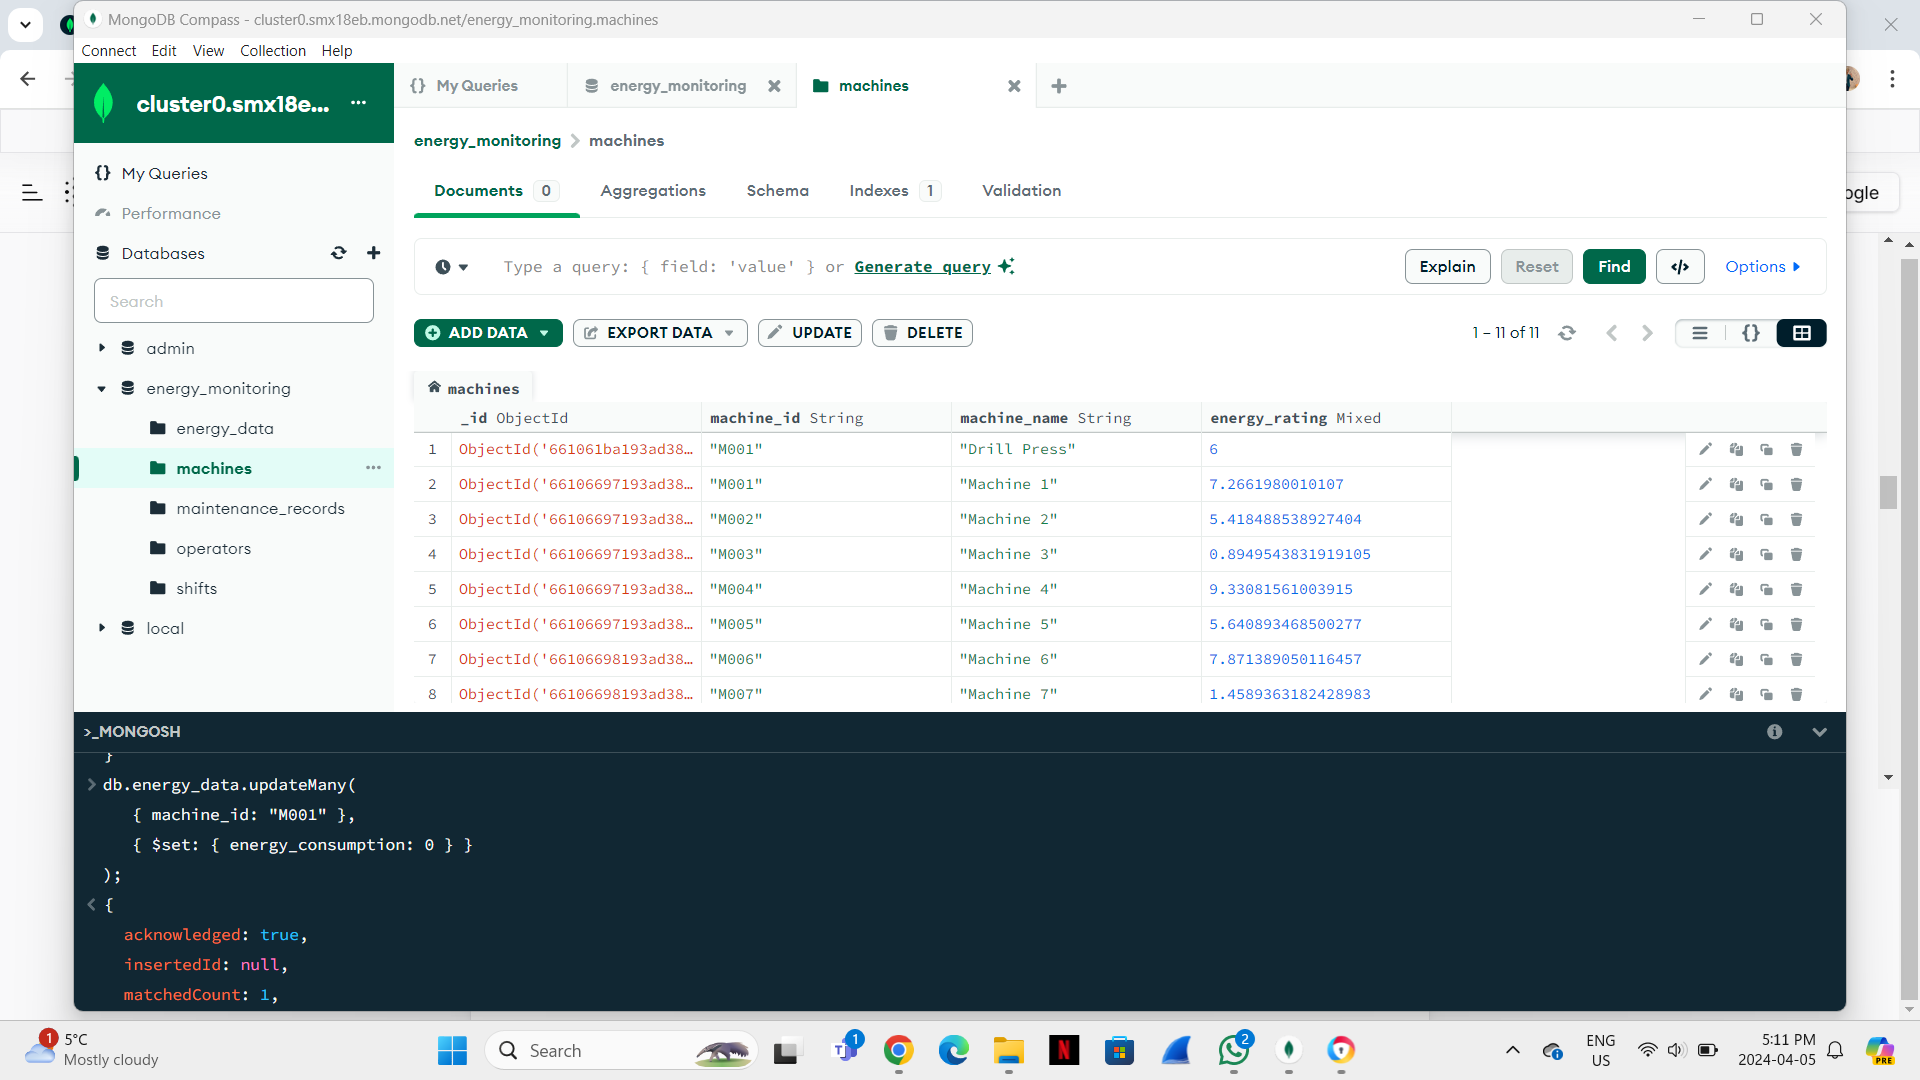 MongoDB Compass - cluster0.smx18eb.mongodb.net/energy_monitoring.machines
Connect Edit View Collection Help
cluster0.smx18e...
{} My Queries
energy_monitoring
machines
energy_monitoring > machines
{} My Queries
Performance
Databases
Search
admin
energy_monitoring
energy_data
machines
maintenance_records
operators
shifts
local
Documents 0 Aggregations Schema Indexes 1 Validation
Type a query: { field: 'value' } or Generate query
Explain Reset Find </> Options
ogle
ADD DATA EXPORT DATA UPDATE DELETE
1 – 11 of 11 {}
machines
_id ObjectId machine_id String machine_name String energy_rating Mixed
1 ObjectId('661061ba193ad38... "M001" "Drill Press" 6
2 ObjectId('66106697193ad38... "M001" "Machine 1" 7.2661980010107
3 ObjectId('66106697193ad38... "M002" "Machine 2" 5.418488538927404
4 ObjectId('66106697193ad38... "M003" "Machine 3" 0.8949543831919105
5 ObjectId('66106697193ad38... "M004" "Machine 4" 9.33081561003915
6 ObjectId('66106697193ad38... "M005" "Machine 5" 5.640893468500277
7 ObjectId('66106698193ad38... "M006" "Machine 6" 7.871389050116457
8 ObjectId('66106698193ad38... "M007" "Machine 7" 1.4589363182428983
>_MONGOSH
}
> db.energy_data.updateMany(
{ machine_id: "M001" },
{ $set: { energy_consumption: 0 } }
);
< {
acknowledged: true,
insertedId: null,
matchedCount: 1,
1
5°C
Mostly cloudy
Search
1
2
ENG
US
5:11 PM
2024-04-05
PRE